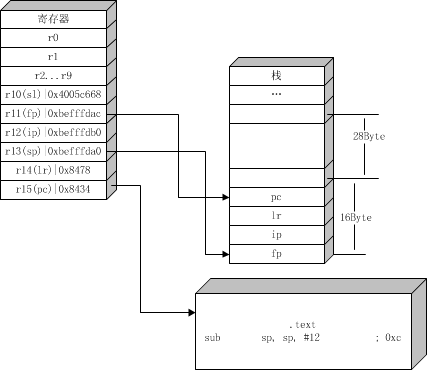 寄存器
r0
r1
r2...r9
r10(sl)|0x4005c668
r11(fp)|0xbefffdac
r12(ip)|0xbefffdb0
r13(sp)|0xbefffda0
r14(lr)|0x8478
r15(pc)|0x8434
栈
…
pc
lr
ip
fp
28Byte
16Byte
.text
sub sp, sp, #12 ; 0xc